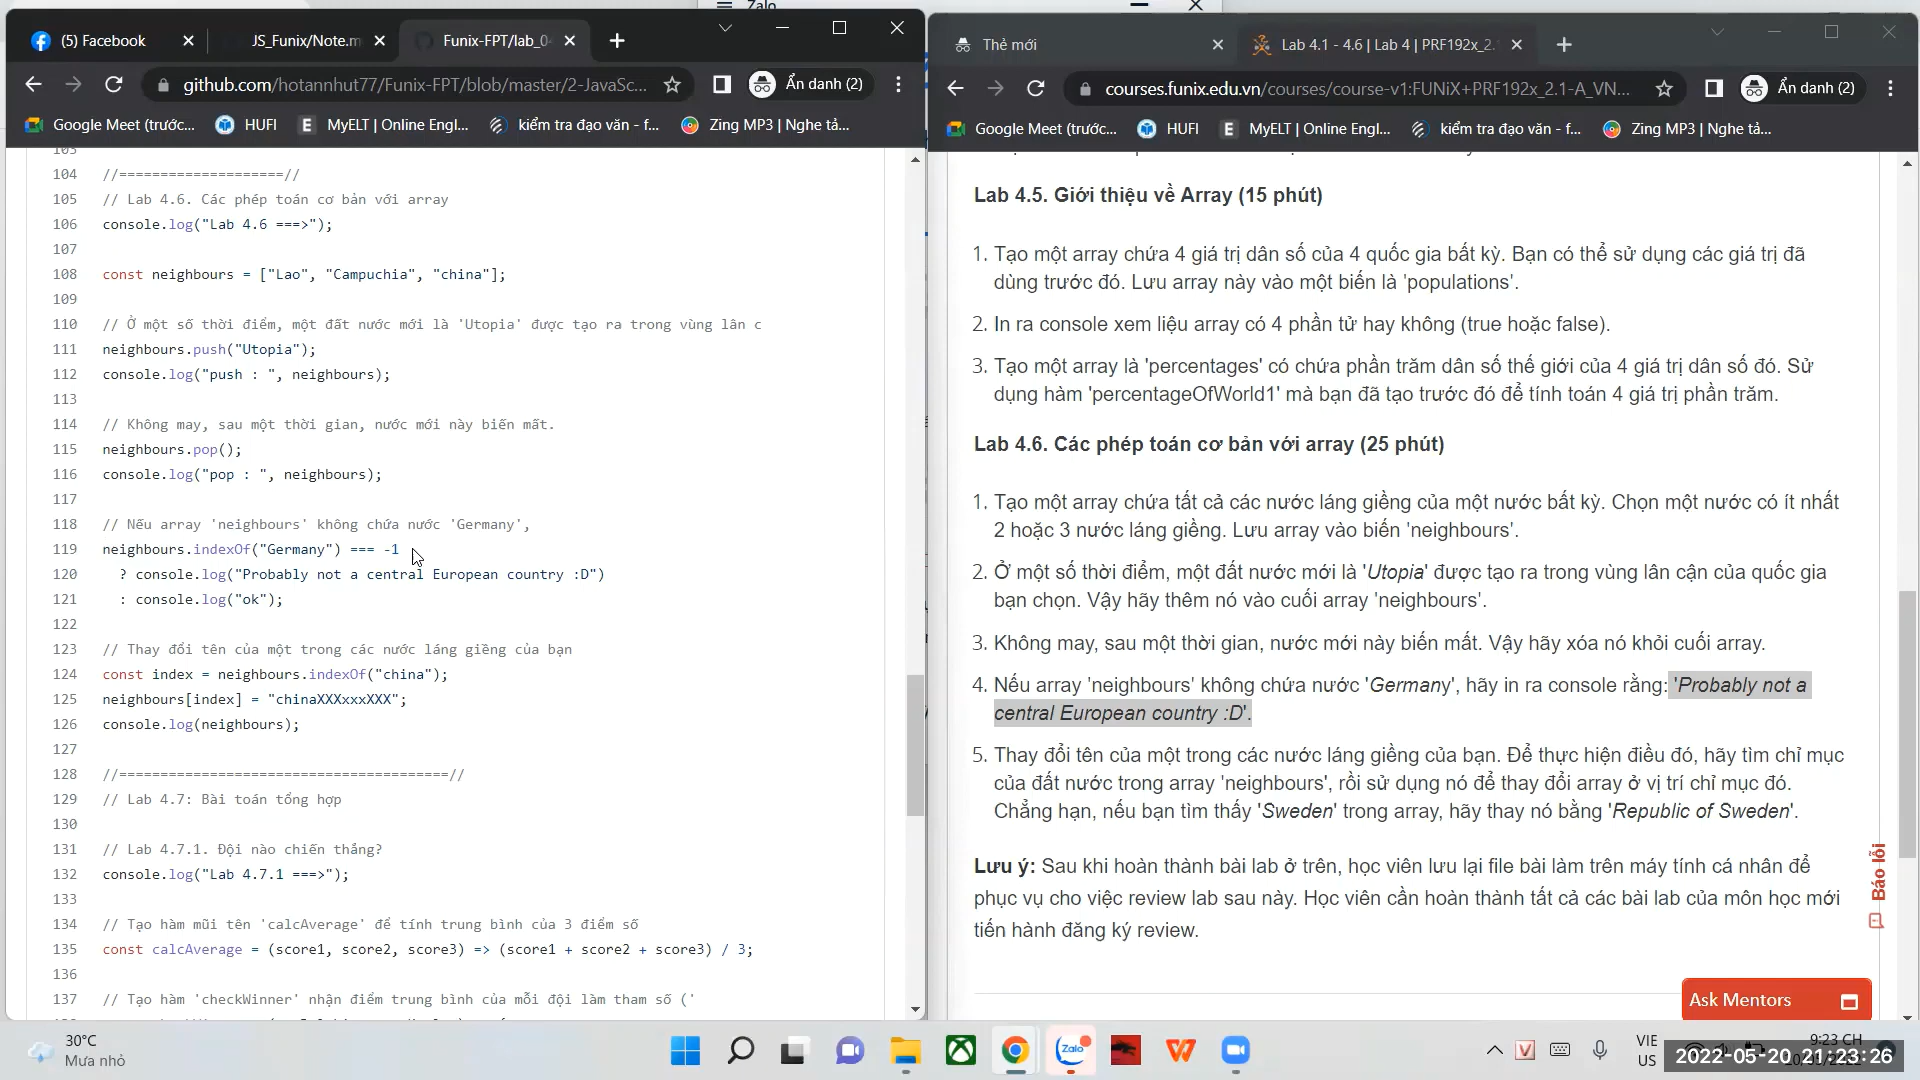 Zalo
(5) Facebook
JS_Funix/Note.m
Funix-FPT/lab_0
github.com/hotannhut77/Funix-FPT/blob/master/2-JavaSc...
Ẩn danh (2)
Google Meet (trước...
HUFI
MyELT | Online Engl...
kiểm tra đạo văn - f...
Zing MP3 | Nghe tả...
103
104 //====================//
105 // Lab 4.6. Các phép toán cơ bản với array
106 console.log("Lab 4.6 ===>");
107
108 const neighbours = ["Lao", "Campuchia", "china"];
109
110 // Ở một số thời điểm, một đất nước mới là 'Utopia' được tạo ra trong vùng lân c
111 neighbours.push("Utopia");
112 console.log("push : ", neighbours);
113
114 // Không may, sau một thời gian, nước mới này biến mất.
115 neighbours.pop();
116 console.log("pop : ", neighbours);
117
118 // Nếu array 'neighbours' không chứa nước 'Germany',
119 neighbours.indexOf("Germany") === -1
120 ? console.log("Probably not a central European country :D")
121 : console.log("ok");
122
123 // Thay đổi tên của một trong các nước láng giềng của bạn
124 const index = neighbours.indexOf("china");
125 neighbours[index] = "chinaXXXxxxXXX";
126 console.log(neighbours);
127
128 //========================================//
129 // Lab 4.7: Bài toán tổng hợp
130
131 // Lab 4.7.1. Đội nào chiến thắng?
132 console.log("Lab 4.7.1 ===>");
133
134 // Tạo hàm mũi tên 'calcAverage' để tính trung bình của 3 điểm số
135 const calcAverage = (score1, score2, score3) => (score1 + score2 + score3) / 3;
136
137 // Tạo hàm 'checkWinner' nhận điểm trung bình của mỗi đội làm tham số ('
Thẻ mới
Lab 4.1 - 4.6 | Lab 4 | PRF192x_2.
courses.funix.edu.vn/courses/course-v1:FUNiX+PRF192x_2.1-A_VN...
Ẩn danh (2)
Google Meet (trước...
HUFI
MyELT | Online Engl...
kiểm tra đạo văn - f...
Zing MP3 | Nghe tả...
Lab 4.5. Giới thiệu về Array (15 phút)
1. Tạo một array chứa 4 giá trị dân số của 4 quốc gia bất kỳ. Bạn có thể sử dụng các giá trị đã
dùng trước đó. Lưu array này vào một biến là 'populations'.
2. In ra console xem liệu array có 4 phần tử hay không (true hoặc false).
3. Tạo một array là 'percentages' có chứa phần trăm dân số thế giới của 4 giá trị dân số đó. Sử
dụng hàm 'percentageOfWorld1' mà bạn đã tạo trước đó để tính toán 4 giá trị phần trăm.
Lab 4.6. Các phép toán cơ bản với array (25 phút)
1. Tạo một array chứa tất cả các nước láng giềng của một nước bất kỳ. Chọn một nước có ít nhất
2 hoặc 3 nước láng giềng. Lưu array vào biến 'neighbours'.
2. Ở một số thời điểm, một đất nước mới là 'Utopia' được tạo ra trong vùng lân cận của quốc gia
bạn chọn. Vậy hãy thêm nó vào cuối array 'neighbours'.
3. Không may, sau một thời gian, nước mới này biến mất. Vậy hãy xóa nó khỏi cuối array.
4. Nếu array 'neighbours' không chứa nước 'Germany', hãy in ra console rằng: 'Probably not a
central European country :D'.
5. Thay đổi tên của một trong các nước láng giềng của bạn. Để thực hiện điều đó, hãy tìm chỉ mục
của đất nước trong array 'neighbours', rồi sử dụng nó để thay đổi array ở vị trí chỉ mục đó.
Chẳng hạn, nếu bạn tìm thấy 'Sweden' trong array, hãy thay nó bằng 'Republic of Sweden'.
Lưu ý: Sau khi hoàn thành bài lab ở trên, học viên lưu lại file bài làm trên máy tính cá nhân để
phục vụ cho việc review lab sau này. Học viên cần hoàn thành tất cả các bài lab của môn học mới
tiến hành đăng ký review.
Báo lỗi
Ask Mentors
30°C
Mưa nhỏ
Zalo
VIE
US
9:23 CH
2022-05-20 21:23:26